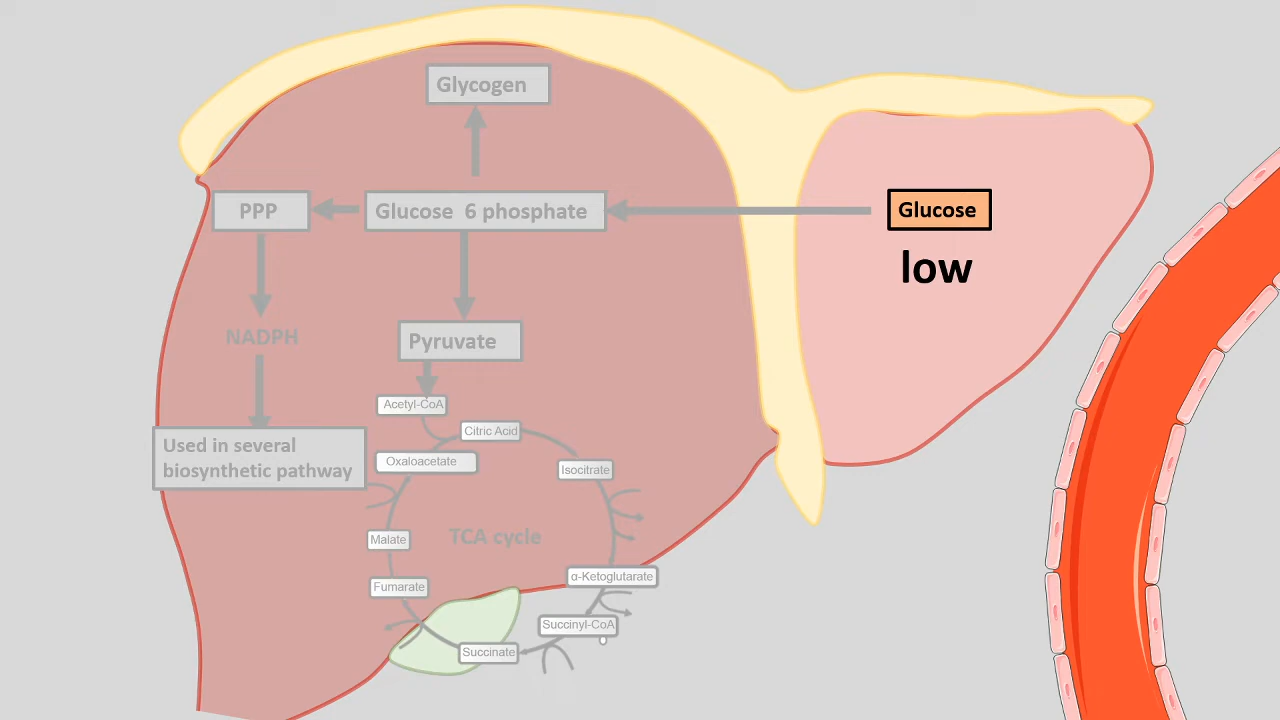 Glycogen
PPP
Glucose 6 phosphate
Glucose
low
NADPH
Pyruvate
Acetyl-CoA
Citric Acid
Used in several
biosynthetic pathway
Oxaloacetate
Isocitrate
Malate
TCA cycle
α-Ketoglutarate
Fumarate
Succinyl-CoA
Succinate